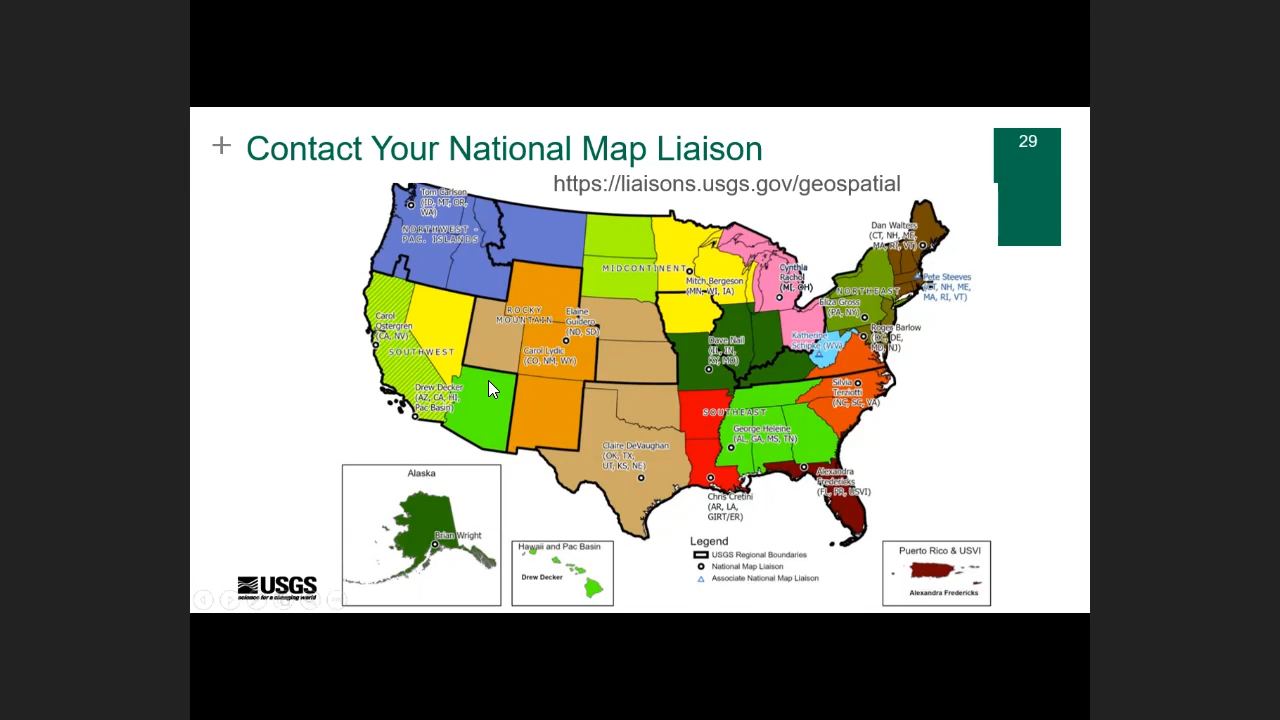 Contact Your National Map Liaison
29
https://liaisons.usgs.gov/geospatial
Tom Carlson
(ID, MT, OR,
WA)
NORTHWEST -
PAC. ISLANDS
Dan Walters
(CT, NH, ME,
MA, RI, VT)
MIDCONTINENT
Mitch Bergeson
(MN, WI, IA)
Cynthia
Rachol
(MI, OH)
Pete Steeves
(CT, NH, ME,
MA, RI, VT)
NORTHEAST
Eliza Gross
(PA, NY)
ROCKY
MOUNTAIN
Elaine
Guidero
(ND, SD)
Carol
Ostergren
(CA, NV)
SOUTHWEST
Carol Lydic
(CO, NM, WY)
Dave Nail
(IL, IN,
KY, MO)
Katherine
Schipke (WV)
Roger Barlow
DE,
MD, NJ)
Drew Decker
(AZ, CA, HI,
Pac Basin)
Silvia
Terziotti
(NC, SC, VA)
SOUTHEAST
George Heleine
(AL, GA, MS, TN)
Claire DeVaughan
(OK, TX,
UT, KS, NE)
Alexandra
Fredericks
(FL, PR, USVI)
Chris Cretini
(AR, LA,
GIRT/ER)
Alaska
Brian Wright
Hawaii and Pac Basin
Drew Decker
Legend
USGS Regional Boundaries
National Map Liaison
Associate National Map Liaison
Puerto Rico & USVI
Alexandra Fredericks
USGS
science for a changing world